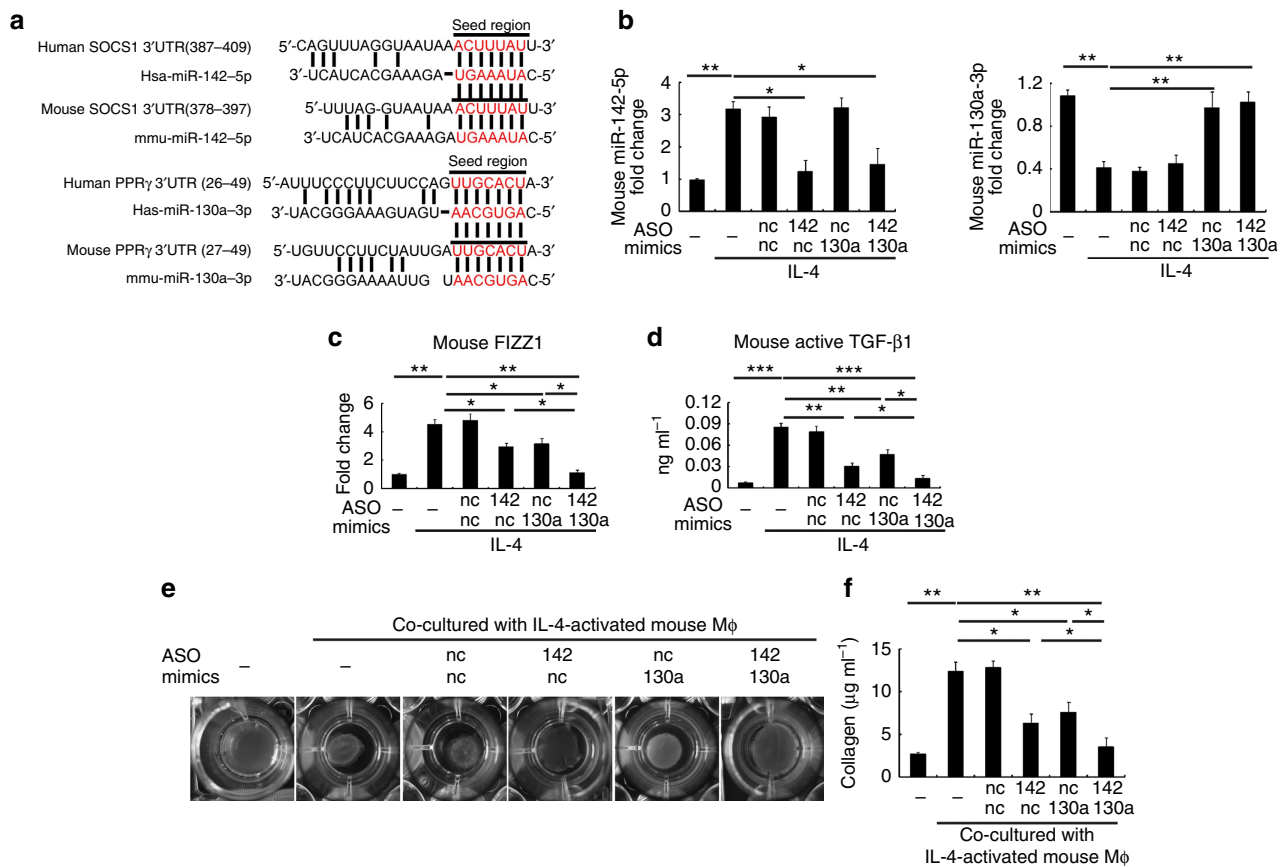 a
Seed region
Human SOCS1 3′UTR(387–409) 5′-CAGUUUAGGUAAUAAACUUUAUU-3′
Hsa-miR-142–5p 3′-UCAUCACGAAAGA-UGAAAUAC-5′
Mouse SOCS1 3′UTR(378–397) 5′-UUUAG-GUAAUAAACUUUAUU-3′
mmu-miR-142–5p 3′-UCAUCACGAAAGAUGAAAUAC-5′
Seed region
Human PPRγ 3′UTR (26–49) 5′-AUUUCCCUUCUUCCAGUUGCACUA-3′
Has-miR-130a–3p 3′-UACGGGAAAGUAGU-AACGUGAC-5′
Mouse PPRγ 3′UTR (27–49) 5′-UGUUCCUUCUAUUGAUUGCACUA-3′
mmu-miR-130a–3p 3′-UACGGGAAAAUUG UAACGUGAC-5′
b
Mouse miR-142-5p
fold change
** *
*
4
3
2
1
0
ASO – – nc 142 nc 142
mimics nc nc 130a 130a
IL-4
Mouse miR-130a-3p
fold change
** **
**
1.2
0.8
0.4
0
– – nc 142 nc 142
nc nc 130a 130a
IL-4
c
Mouse FIZZ1
** **
* *
* *
Fold change
6
4
2
0
ASO – – nc 142 nc 142
mimics nc nc 130a 130a
IL-4
d
Mouse active TGF-β1
*** ***
** *
** *
ng ml⁻¹
0.12
0.09
0.06
0.03
0
ASO – – nc 142 nc 142
mimics nc nc 130a 130a
IL-4
e
Co-cultured with IL-4-activated mouse Mϕ
ASO – – nc 142 nc 142
mimics nc nc 130a 130a
f
** **
* *
* *
Collagen (μg ml⁻¹)
15
10
5
0
– – nc 142 nc 142
nc nc 130a 130a
Co-cultured with
IL-4-activated mouse Mϕ